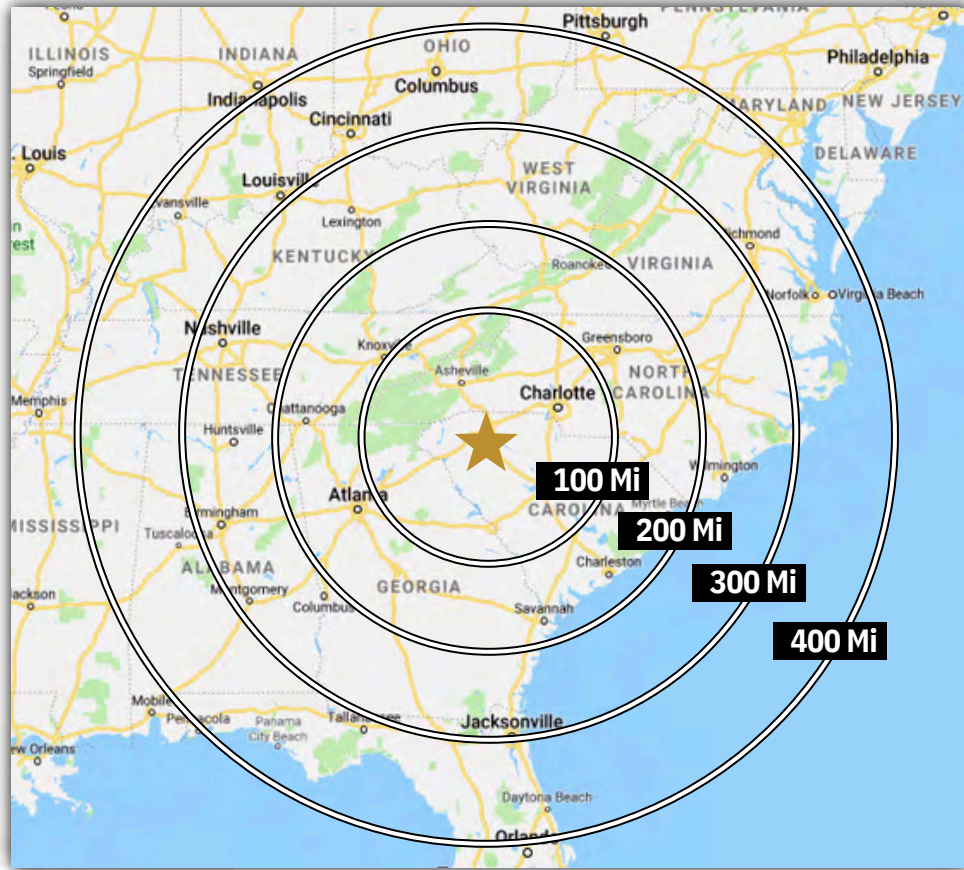 Peoria
Pittsburgh
PENNSYLVANIA
ILLINOIS
INDIANA
OHIO
Springfield
Columbus
Philadelphia
Indianapolis
MARYLAND
NEW JERSEY
Cincinnati
. Louis
WEST
VIRGINIA
DELAWARE
Louisville
Evansville
Lexington
Richmond
KENTUCKY
Roanoke
VIRGINIA
Norfolk
Virginia Beach
Nashville
Greensboro
Knoxville
TENNESSEE
Asheville
NORTH
CAROLINA
Charlotte
Memphis
Chattanooga
Huntsville
Wilmington
100 Mi
Atlanta
Myrtle Beach
CAROLINA
MISSISSIPPI
Birmingham
200 Mi
Tuscaloosa
Charleston
ALABAMA
GEORGIA
300 Mi
Montgomery
Jackson
Columbus
Savannah
400 Mi
Mobile
Pensacola
Panama
City Beach
Tallahassee
Jacksonville
ew Orleans
Daytona Beach
Orlando